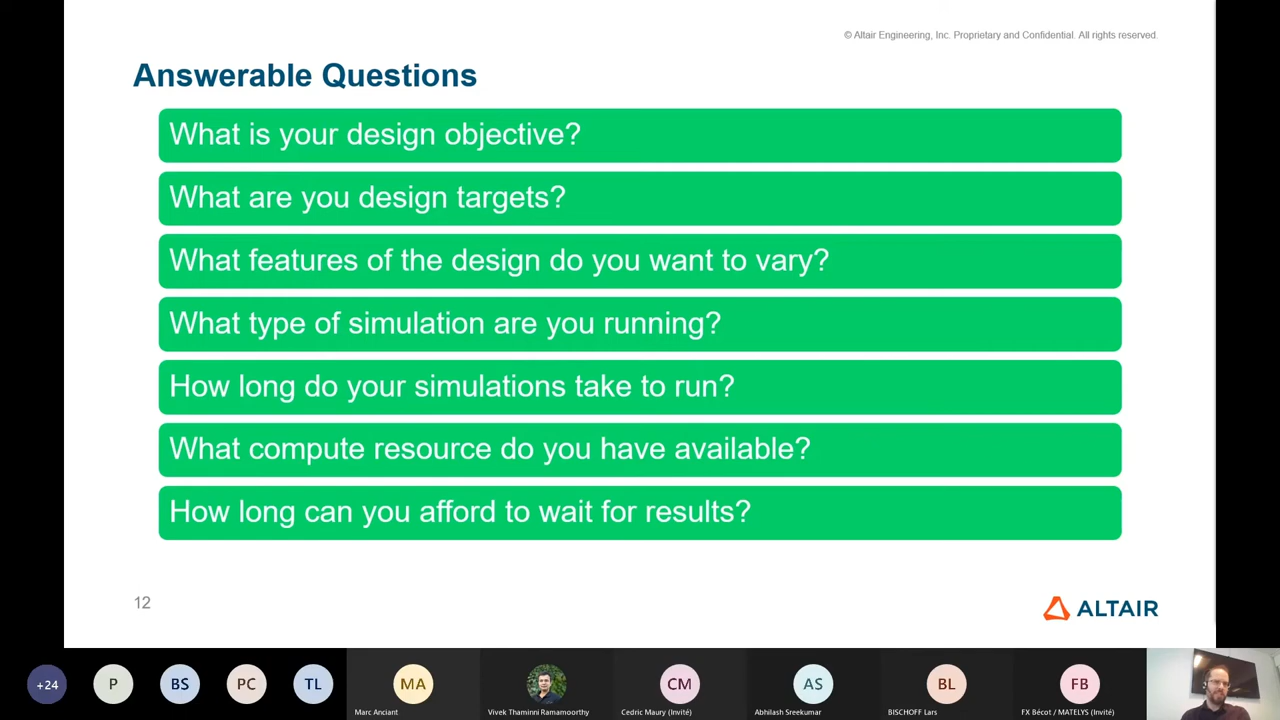 © Altair Engineering, Inc. Proprietary and Confidential. All rights reserved.
Answerable Questions
What is your design objective?
What are you design targets?
What features of the design do you want to vary?
What type of simulation are you running?
How long do your simulations take to run?
What compute resource do you have available?
How long can you afford to wait for results?
12
ALTAIR
+24
P
BS
PC
TL
MA
CM
AS
BL
FB
Marc Anciant
Vivek Thaminni Ramamoorthy
Cedric Maury (Invité)
Abhilash Sreekumar
BISCHOFF Lars
FX Bécot / MATELYS (Invité)